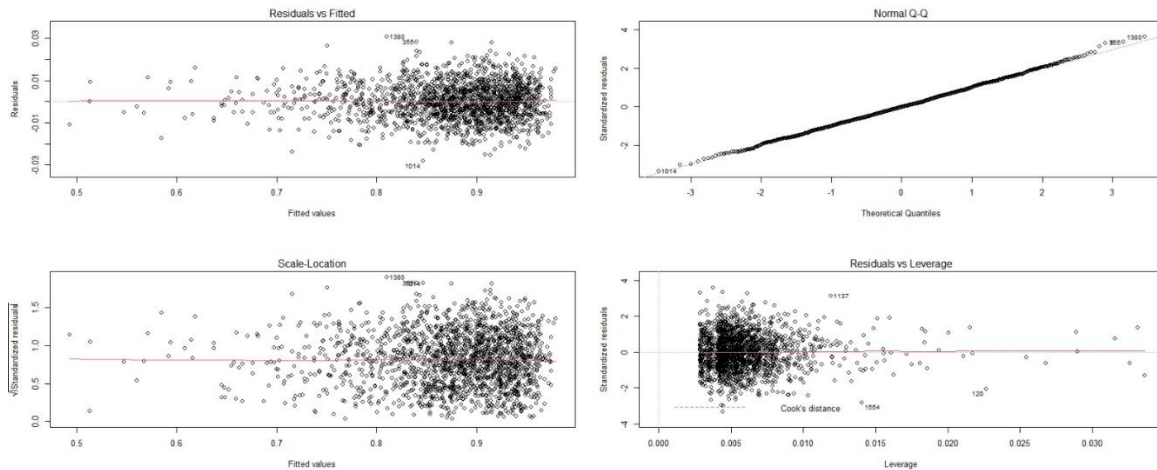 Residuals vs Fitted
Residuals
0.03
0.01
-0.01
-0.03
1380
355
1014
0.5 0.6 0.7 0.8 0.9
Fitted values
Normal Q-Q
Standardized residuals
4
2
0
-2
1380
1014
-3 -2 -1 0 1 2 3
Theoretical Quantiles
Scale-Location
√|Standardized residuals|
1.5
1.0
0.5
0.0
1380
0.5 0.6 0.7 0.8 0.9
Fitted values
Residuals vs Leverage
Standardized residuals
4
2
0
-2
-4
1137
120
1554
Cook's distance
0.000 0.005 0.010 0.015 0.020 0.025 0.030
Leverage